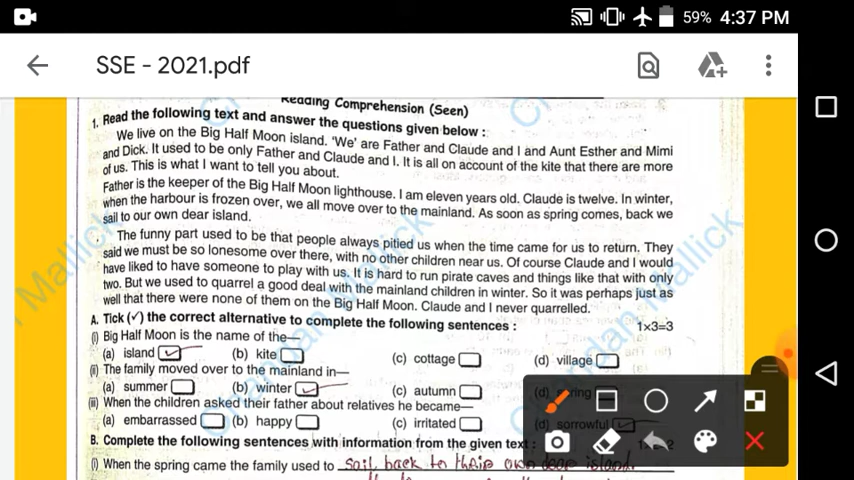 59% 4:37 PM
SSE - 2021.pdf
Reading Comprehension (Seen)
1. Read the following text and answer the questions given below :
We live on the Big Half Moon island. 'We' are Father and Claude and I and Aunt Esther and Mimi
and Dick. It used to be only Father and Claude and I. It is all on account of the kite that there are more
of us. This is what I want to tell you about.
Father is the keeper of the Big Half Moon lighthouse. I am eleven years old. Claude is twelve. In winter,
when the harbour is frozen over, we all move over to the mainland. As soon as spring comes, back we
sail to our own dear island.
The funny part used to be that people always pitied us when the time came for us to return. They
said we must be so lonesome over there, with no other children near us. Of course Claude and I would
have liked to have someone to play with us. It is hard to run pirate caves and things like that with only
two. But we used to quarrel a good deal with the mainland children in winter. So it was perhaps just as
well that there were none of them on the Big Half Moon. Claude and I never quarrelled.
A. Tick (✓) the correct alternative to complete the following sentences : 1×3=3
(i) Big Half Moon is the name of the—
(a) island (b) kite (c) cottage (d) village
(ii) The family moved over to the mainland in—
(a) summer (b) winter (c) autumn (d) spring
(ii) When the children asked their father about relatives he became—
(a) embarrassed (b) happy (c) irritated (d) sorrowful
B. Complete the following sentences with information from the given text :
(i) When the spring came the family used to sail back to their own dear island.
Chandan Mallick